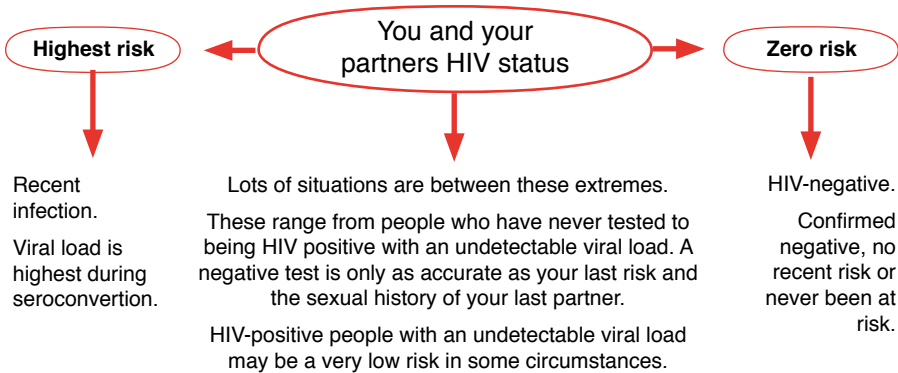 You and your
partners HIV status
Highest risk
Zero risk
Recent
infection.
Viral load is
highest during
seroconvertion.
Lots of situations are between these extremes.
These range from people who have never tested to
being HIV positive with an undetectable viral load. A
negative test is only as accurate as your last risk and
the sexual history of your last partner.
HIV-positive people with an undetectable viral load
may be a very low risk in some circumstances.
HIV-negative.
Confirmed
negative, no
recent risk or
never been at
risk.